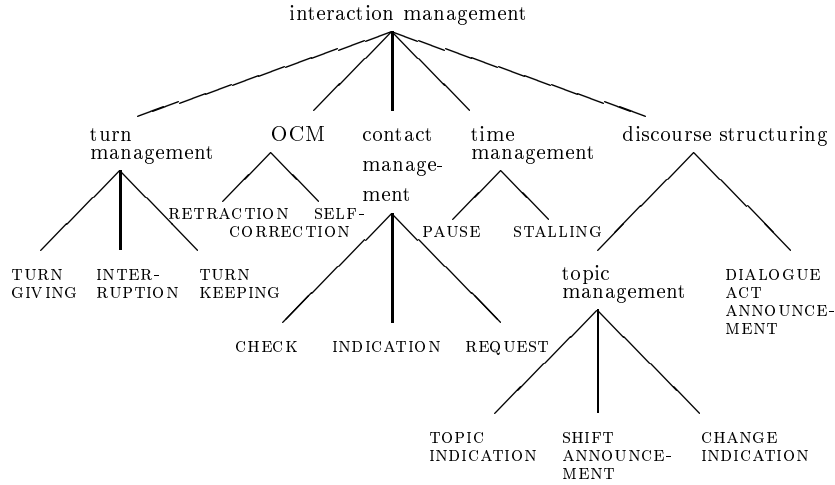 interaction management
turn
management
OCM
contact
manage-
ment
time
management
discourse structuring
RETRACTION
SELF-
CORRECTION
PAUSE
STALLING
TURN
GIVING
INTER-
RUPTION
TURN
KEEPING
topic
management
DIALOGUE
ACT
ANNOUNCE-
MENT
CHECK
INDICATION
REQUEST
TOPIC
INDICATION
SHIFT
ANNOUNCE-
MENT
CHANGE
INDICATION